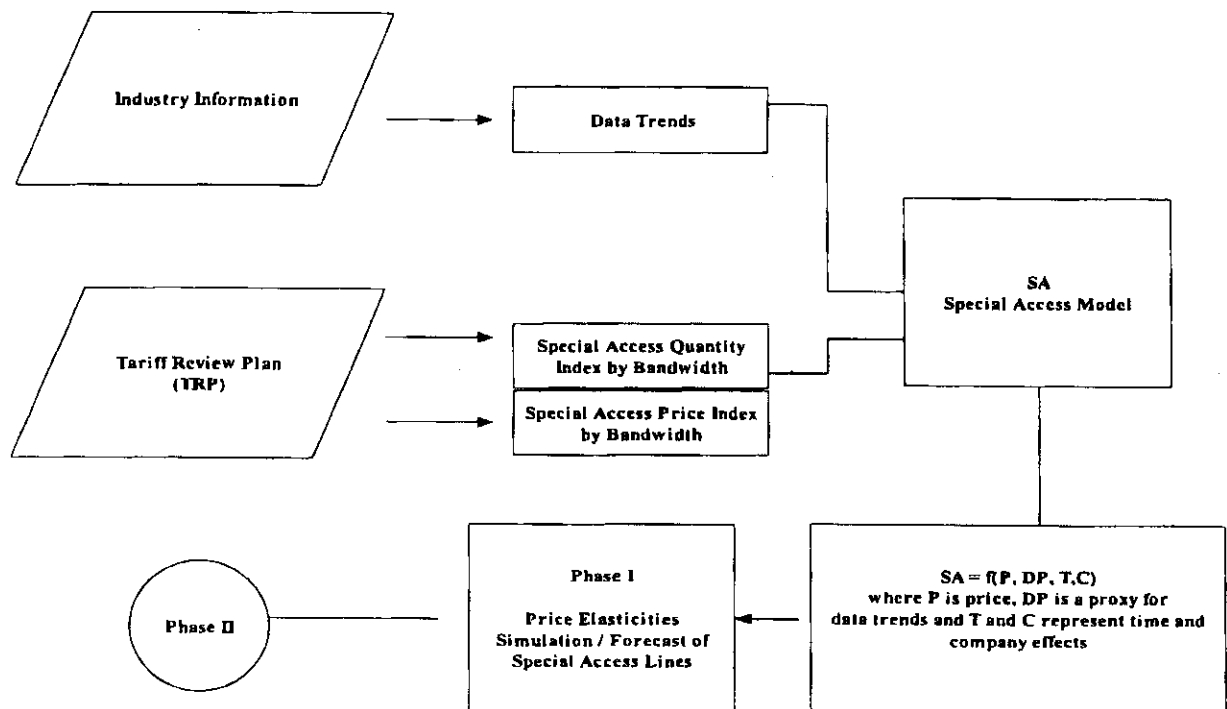 Industry Information
Data Trends
SA
Special Access Model
Tariff Review Plan
(TRP)
Special Access Quantity
Index by Bandwidth
Special Access Price Index
by Bandwidth
Phase II
Phase I
Price Elasticities
Simulation / Forecast of
Special Access Lines
SA = f(P, DP, T,C)
where P is price, DP is a proxy for
data trends and T and C represent time and
company effects